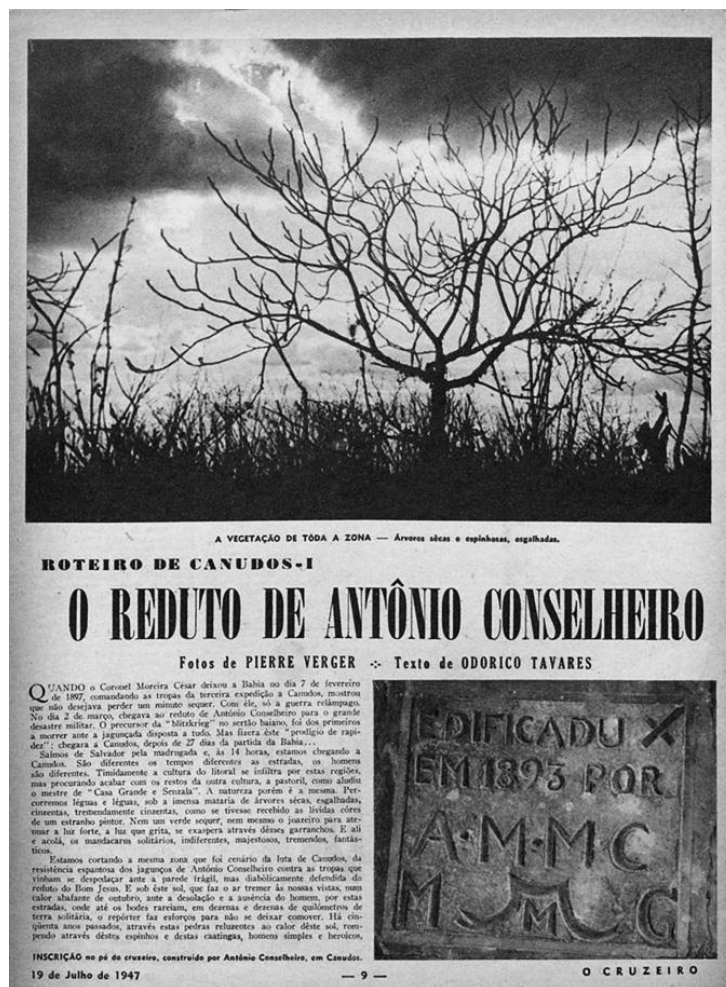 A VEGETAÇÃO DE TÔDA A ZONA — Árvores sêcas e espinhosas, esgalhadas.
ROTEIRO DE CANUDOS-I
O REDUTO DE ANTÔNIO CONSELHEIRO
Fotos de PIERRE VERGER -:- Texto de ODORICO TAVARES
QUANDO o Coronel Moreira César deixou a Bahia no dia 7 de fevereiro
de 1897, comandando as tropas da terceira expedição à Canudos, mostrou
que não desejava perder um minuto sequer. Com êle, só a guerra relâmpago.
No dia 2 de março, chegava ao reduto de Antônio Conselheiro para o grande
desastre militar. O precursor da "blitzkrieg" no sertão baiano, foi dos primeiros
a morrer ante a jagunçada disposta a tudo. Mas fizera êste "prodígio de rapi-
dez": chegara a Canudos, depois de 27 dias da partida da Bahia...
Saímos de Salvador pela madrugada e, às 14 horas, estamos chegando a
Canudos. São diferentes os tempos diferentes as estradas, os homens
são diferentes. Timidamente a cultura do litoral se infiltra por estas regiões,
mas procurando acabar com os restos da outra cultura, a pastoril, como aludiu
o mestre de "Casa Grande e Senzala". A natureza porém é a mesma. Per-
corremos léguas e léguas, sob a imensa mataria de árvores sêcas, esgalhadas,
cinzentas, tremendamente cinzentas, como se tivesse recebido as lívidas côres
de um estranho pintor. Nem um verde sequer, nem mesmo o joazeiro para ate-
nuar a luz forte, a luz que grita, se exaspera através dêsses garranchos. E ali
e acolá, os mandacarus solitários, indiferentes, majestosos, tremendos, fantás-
ticos.
Estamos cortando a mesma zona que foi cenário da luta de Canudos, da
resistência espantosa dos jagunços de Antônio Conselheiro contra as tropas que
vinham se despedaçar ante a parede frágil, mas diabòlicamente defendida do
reduto do Bom Jesus. E sob êste sol, que faz o ar tremer às nossas vistas, num
calor abafante de outubro, ante a desolação e a ausência do homem, por estas
estradas, onde até os bodes rareiam, em dezenas e dezenas de quilômetros de
terra solitária, o repórter faz esforços para não se deixar comover. Há cin-
qüenta anos passados, através estas pedras reluzentes ao calor dêste sol, rom-
pendo através dêstes espinhos e destas caatingas, homens simples e heroicos,
EDIFICADU X
EM 1893 POR
A·M·M·C
M M G
INSCRIÇÃO no pé do cruzeiro, construido por Antônio Conselheiro, em Canudos.
19 de Julho de 1947
— 9 —
O CRUZEIRO